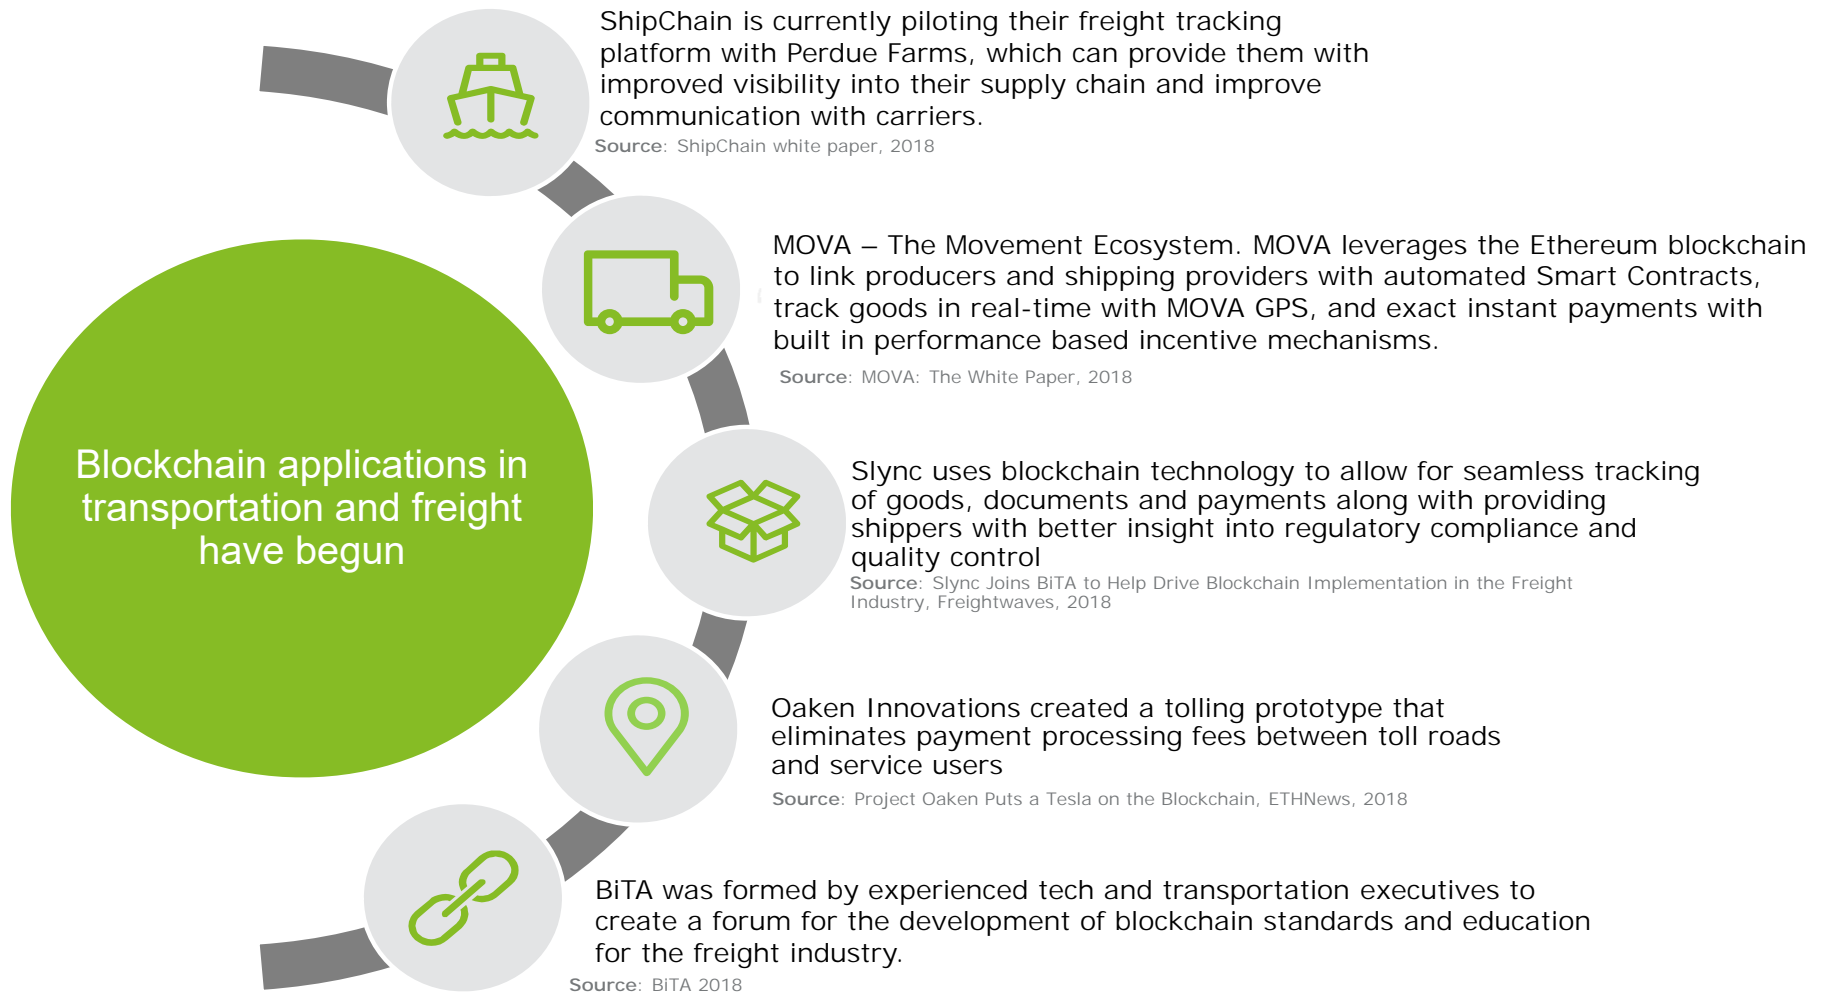 ShipChain is currently piloting their freight tracking
platform with Perdue Farms, which can provide them with
improved visibility into their supply chain and improve
communication with carriers.
Source: ShipChain white paper, 2018
MOVA – The Movement Ecosystem. MOVA leverages the Ethereum blockchain
to link producers and shipping providers with automated Smart Contracts,
track goods in real-time with MOVA GPS, and exact instant payments with
built in performance based incentive mechanisms.
Source: MOVA: The White Paper, 2018
Blockchain applications in
transportation and freight
have begun
Slync uses blockchain technology to allow for seamless tracking
of goods, documents and payments along with providing
shippers with better insight into regulatory compliance and
quality control
Source: Slync Joins BiTA to Help Drive Blockchain Implementation in the Freight
Industry, Freightwaves, 2018
Oaken Innovations created a tolling prototype that
eliminates payment processing fees between toll roads
and service users
Source: Project Oaken Puts a Tesla on the Blockchain, ETHNews, 2018
BiTA was formed by experienced tech and transportation executives to
create a forum for the development of blockchain standards and education
for the freight industry.
Source: BiTA 2018